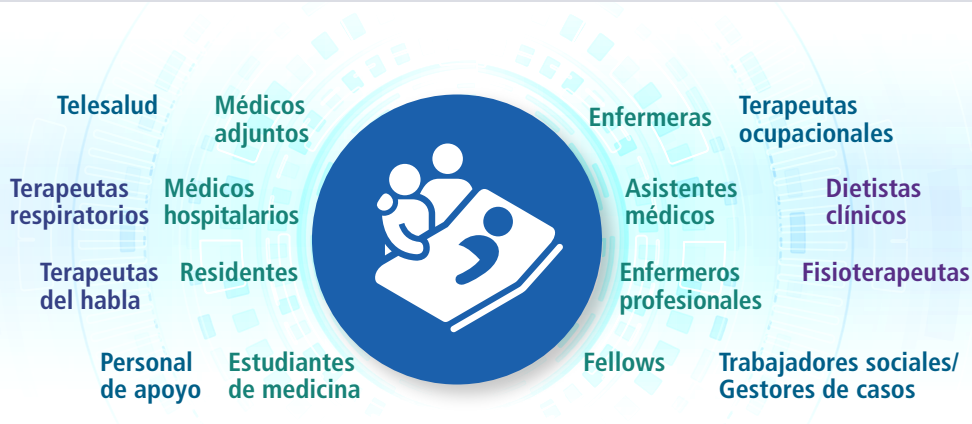 Telesalud
Médicos
adjuntos
Enfermeras
Terapeutas
ocupacionales
Terapeutas
respiratorios
Médicos
hospitalarios
Asistentes
médicos
Dietistas
clínicos
Terapeutas
del habla
Residentes
Enfermeros
profesionales
Fisioterapeutas
Personal
de apoyo
Estudiantes
de medicina
Fellows
Trabajadores sociales/
Gestores de casos